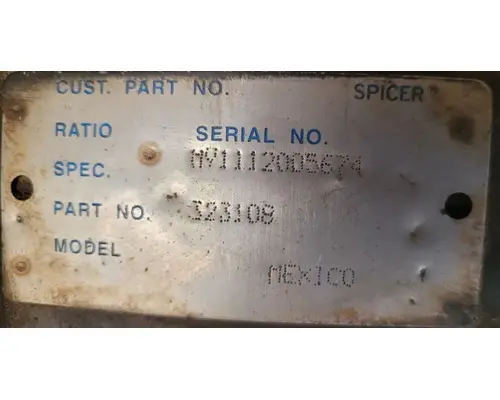 CUST. PART NO. SPICER
RATIO SERIAL NO.
SPEC. MV1112005674
PART NO. 323108
MODEL
MEXICO